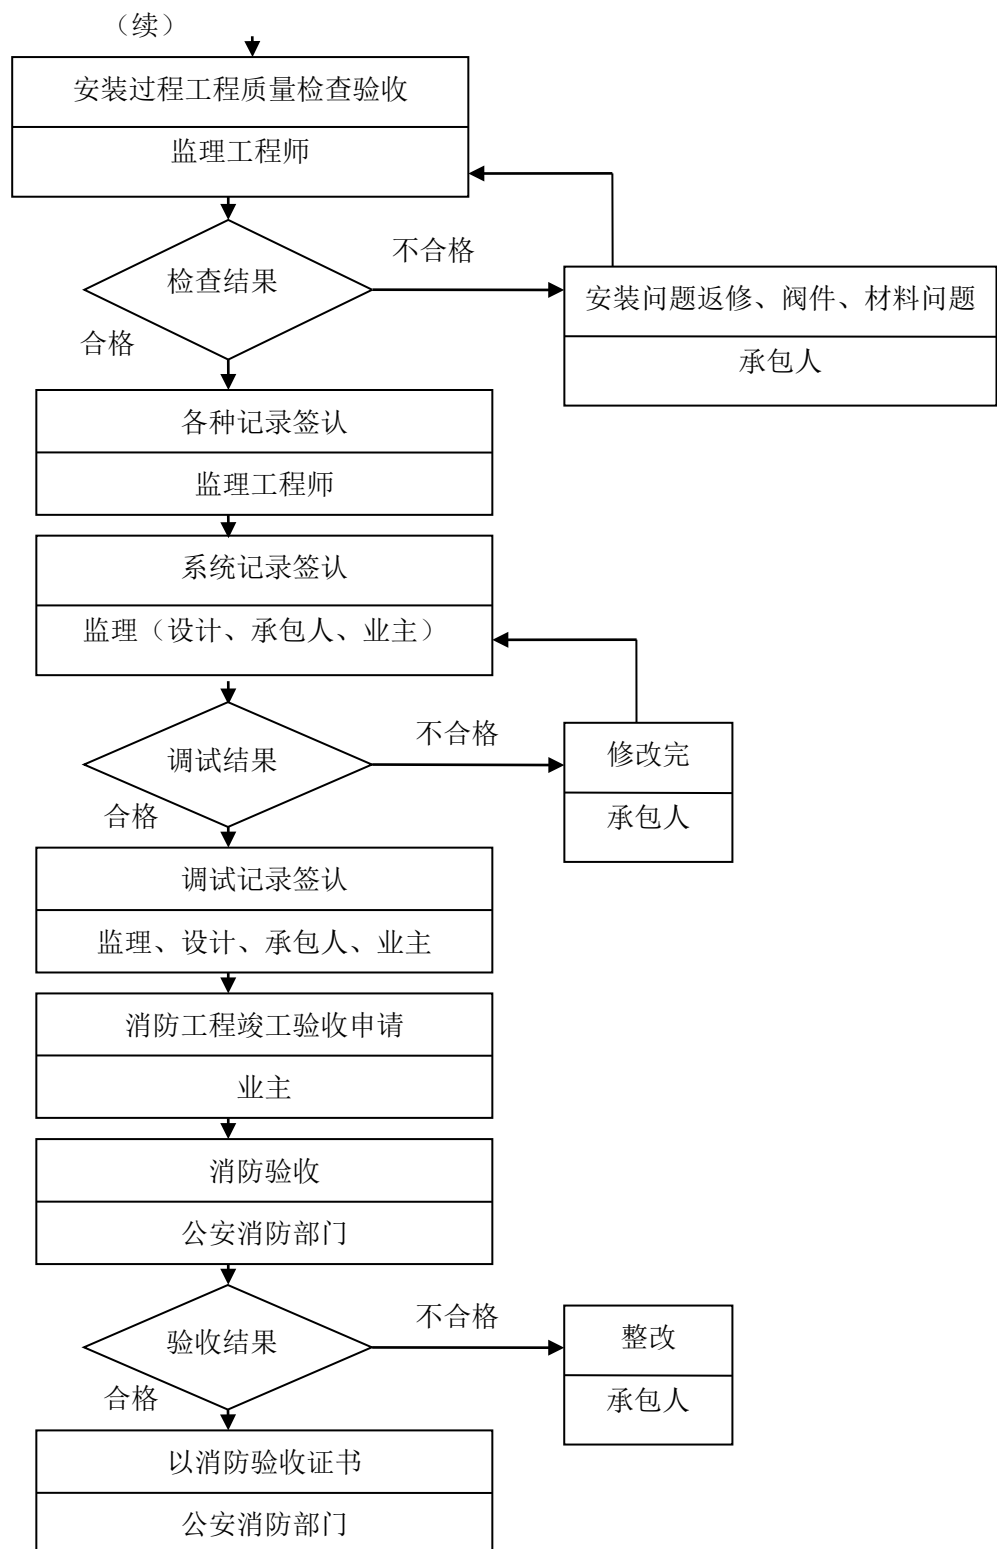 （续）
安装过程工程质量检查验收
监理工程师
检查结果
不合格
安装问题返修、阀件、材料问题
承包人
合格
各种记录签认
监理工程师
系统记录签认
监理（设计、承包人、业主）
调试结果
不合格
修改完
承包人
合格
调试记录签认
监理、设计、承包人、业主
消防工程竣工验收申请
业主
消防验收
公安消防部门
验收结果
不合格
整改
承包人
合格
以消防验收证书
公安消防部门